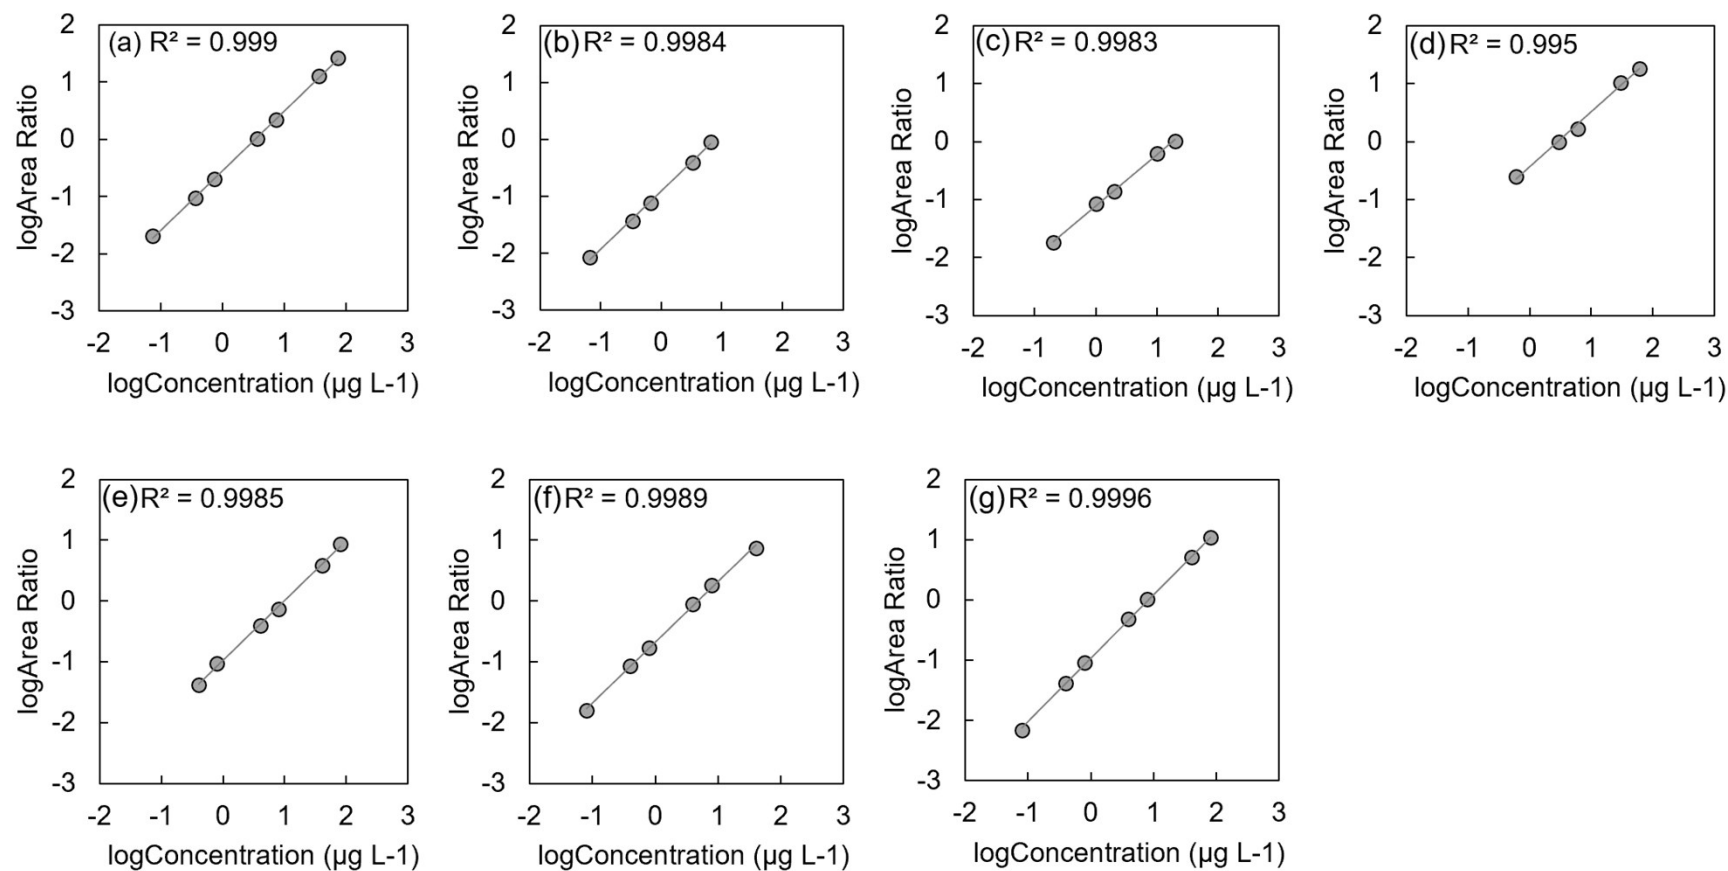 (a) R² = 0.999
2
1
0
-1
-2
-3
-2 -1 0 1 2 3
logArea Ratio
logConcentration (µg L-1)
(b) R² = 0.9984
2
1
0
-1
-2
-3
-2 -1 0 1 2 3
logArea Ratio
logConcentration (µg L-1)
(c) R² = 0.9983
2
1
0
-1
-2
-3
-2 -1 0 1 2 3
logArea Ratio
logConcentration (µg L-1)
(d) R² = 0.995
2
1
0
-1
-2
-3
-2 -1 0 1 2 3
logArea Ratio
logConcentration (µg L-1)
(e) R² = 0.9985
2
1
0
-1
-2
-3
-2 -1 0 1 2 3
logArea Ratio
logConcentration (µg L-1)
(f) R² = 0.9989
2
1
0
-1
-2
-3
-2 -1 0 1 2 3
logArea Ratio
logConcentration (µg L-1)
(g) R² = 0.9996
2
1
0
-1
-2
-3
-2 -1 0 1 2 3
logArea Ratio
logConcentration (µg L-1)